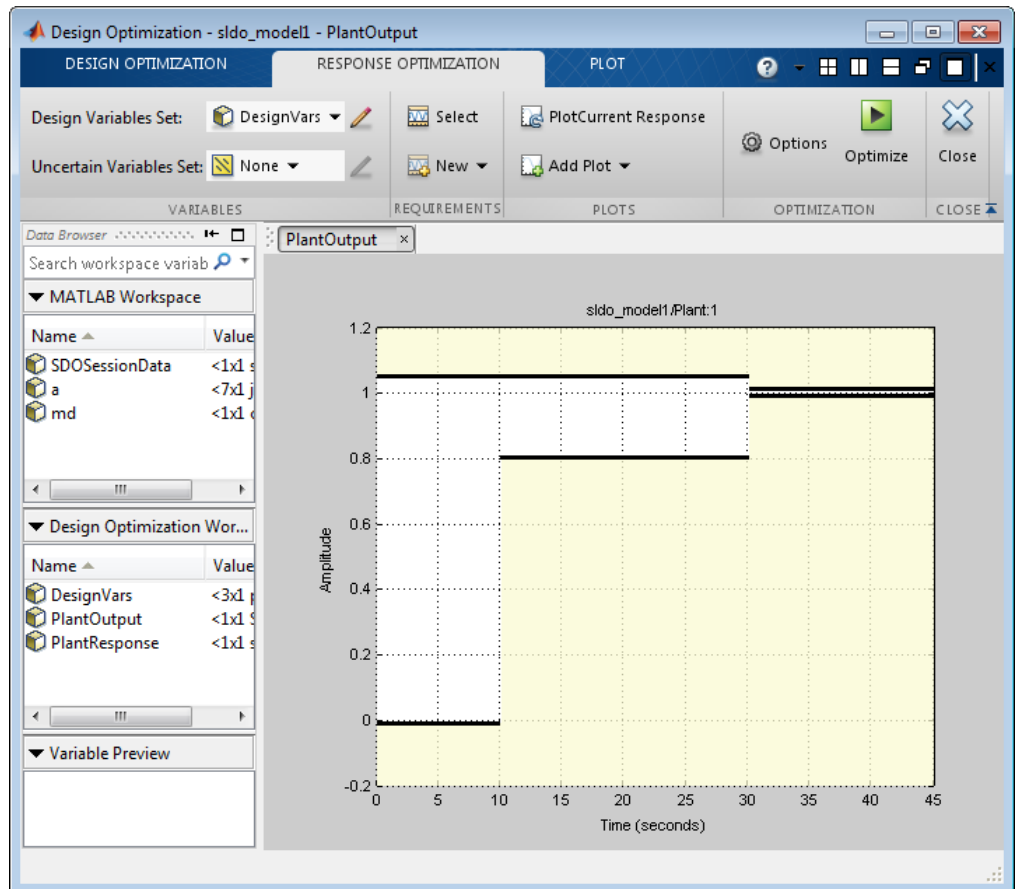 Design Optimization - sldo_model1 - PlantOutput
DESIGN OPTIMIZATION RESPONSE OPTIMIZATION PLOT
Design Variables Set: DesignVars
Select
PlotCurrent Response
Options
Optimize
Close
Uncertain Variables Set: None
New
Add Plot
VARIABLES REQUIREMENTS PLOTS OPTIMIZATION CLOSE
Data Browser
Search workspace variab
MATLAB Workspace
Name Value
SDOSessionData <1x1 s
a <7x1 j
md <1x1
Design Optimization Wor...
Name Value
DesignVars <3x1 p
PlantOutput <1x1 S
PlantResponse <1x1 s
Variable Preview
PlantOutput ×
sldo_model1/Plant:1
1.2
1
0.8
0.6
0.4
0.2
0
-0.2
Amplitude
0 5 10 15 20 25 30 35 40 45
Time (seconds)